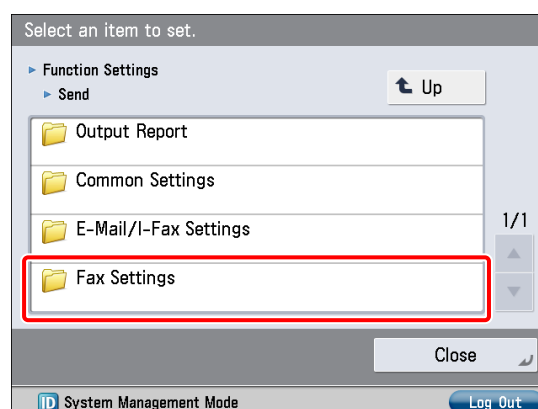 Select an item to set.
Function Settings
Send
Up
Output Report
Common Settings
E-Mail/I-Fax Settings
1/1
Fax Settings
Close
ID System Management Mode
Log Out